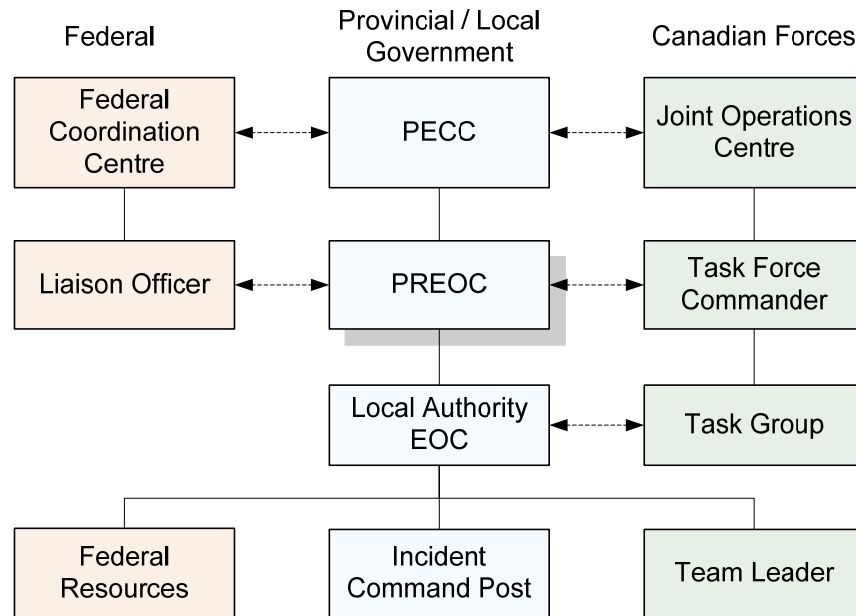 Federal
Provincial / Local
Government
Canadian Forces
Federal
Coordination
Centre
PECC
Joint Operations
Centre
Liaison Officer
PREOC
Task Force
Commander
Local Authority
EOC
Task Group
Federal
Resources
Incident
Command Post
Team Leader